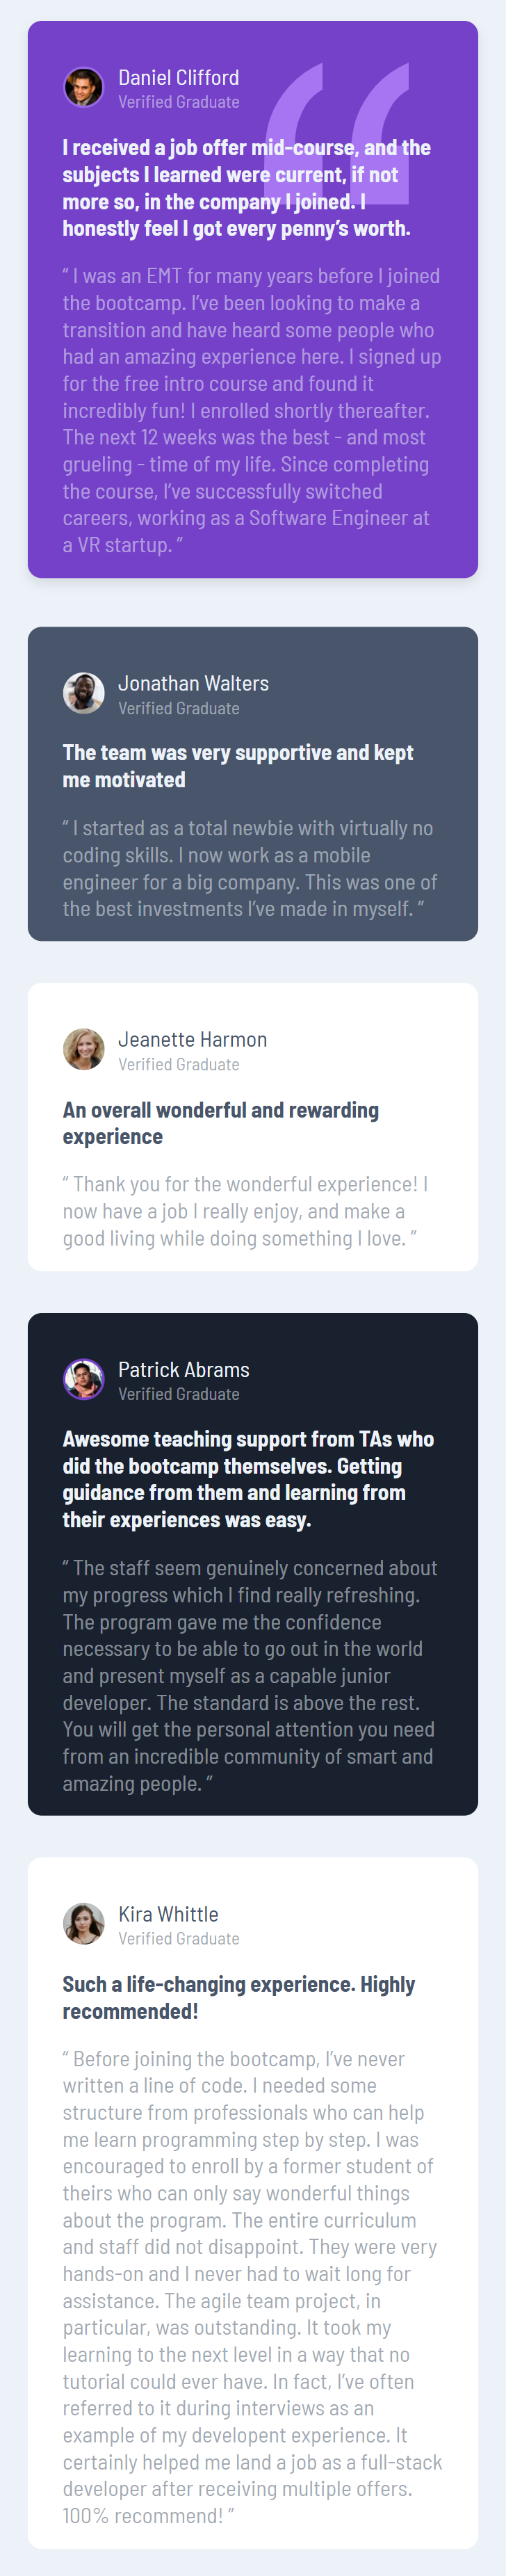 Daniel Clifford
Verified Graduate
I received a job offer mid-course, and the
subjects I learned were current, if not
more so, in the company I joined. I
honestly feel I got every penny’s worth.
“ I was an EMT for many years before I joined
the bootcamp. I’ve been looking to make a
transition and have heard some people who
had an amazing experience here. I signed up
for the free intro course and found it
incredibly fun! I enrolled shortly thereafter.
The next 12 weeks was the best - and most
grueling - time of my life. Since completing
the course, I’ve successfully switched
careers, working as a Software Engineer at
a VR startup. ”
Jonathan Walters
Verified Graduate
The team was very supportive and kept
me motivated
“ I started as a total newbie with virtually no
coding skills. I now work as a mobile
engineer for a big company. This was one of
the best investments I’ve made in myself. ”
Jeanette Harmon
Verified Graduate
An overall wonderful and rewarding
experience
“ Thank you for the wonderful experience! I
now have a job I really enjoy, and make a
good living while doing something I love. ”
Patrick Abrams
Verified Graduate
Awesome teaching support from TAs who
did the bootcamp themselves. Getting
guidance from them and learning from
their experiences was easy.
“ The staff seem genuinely concerned about
my progress which I find really refreshing.
The program gave me the confidence
necessary to be able to go out in the world
and present myself as a capable junior
developer. The standard is above the rest.
You will get the personal attention you need
from an incredible community of smart and
amazing people. ”
Kira Whittle
Verified Graduate
Such a life-changing experience. Highly
recommended!
“ Before joining the bootcamp, I’ve never
written a line of code. I needed some
structure from professionals who can help
me learn programming step by step. I was
encouraged to enroll by a former student of
theirs who can only say wonderful things
about the program. The entire curriculum
and staff did not disappoint. They were very
hands-on and I never had to wait long for
assistance. The agile team project, in
particular, was outstanding. It took my
learning to the next level in a way that no
tutorial could ever have. In fact, I’ve often
referred to it during interviews as an
example of my developent experience. It
certainly helped me land a job as a full-stack
developer after receiving multiple offers.
100% recommend! ”